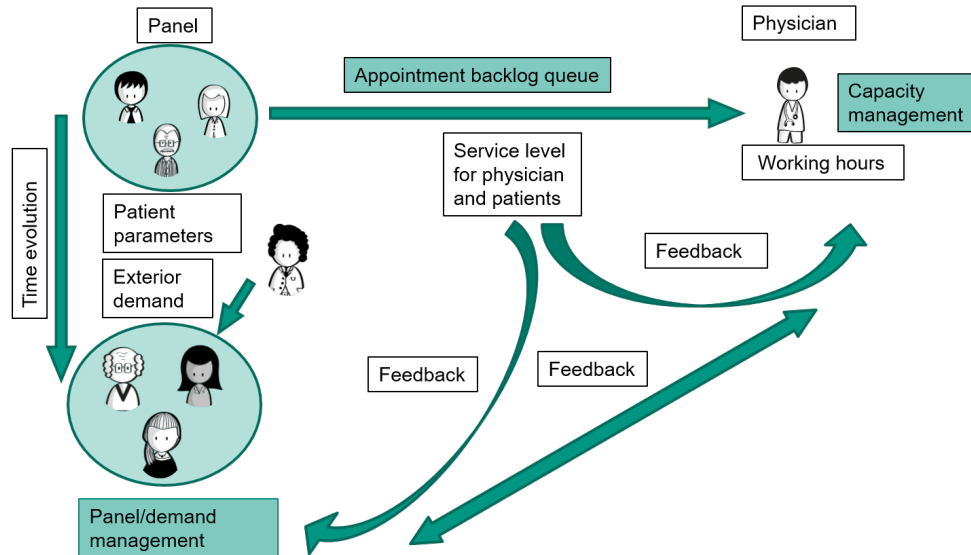 Panel
Physician
Appointment backlog queue
Capacity
management
Service level
for physician
and patients
Working hours
Time evolution
Patient
parameters
Exterior
demand
Feedback
Feedback
Feedback
Panel/demand
management